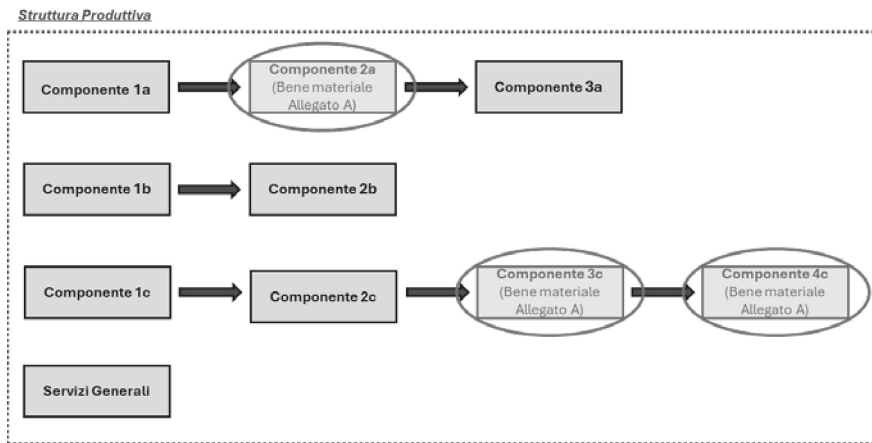 Struttura Produttiva
Componente 1a
Componente 2a
(Bene materiale
Allegato A)
Componente 3a
Componente 1b
Componente 2b
Componente 1c
Componente 2c
Componente 3c
(Bene materiale
Allegato A)
Componente 4c
(Bene materiale
Allegato A)
Servizi Generali